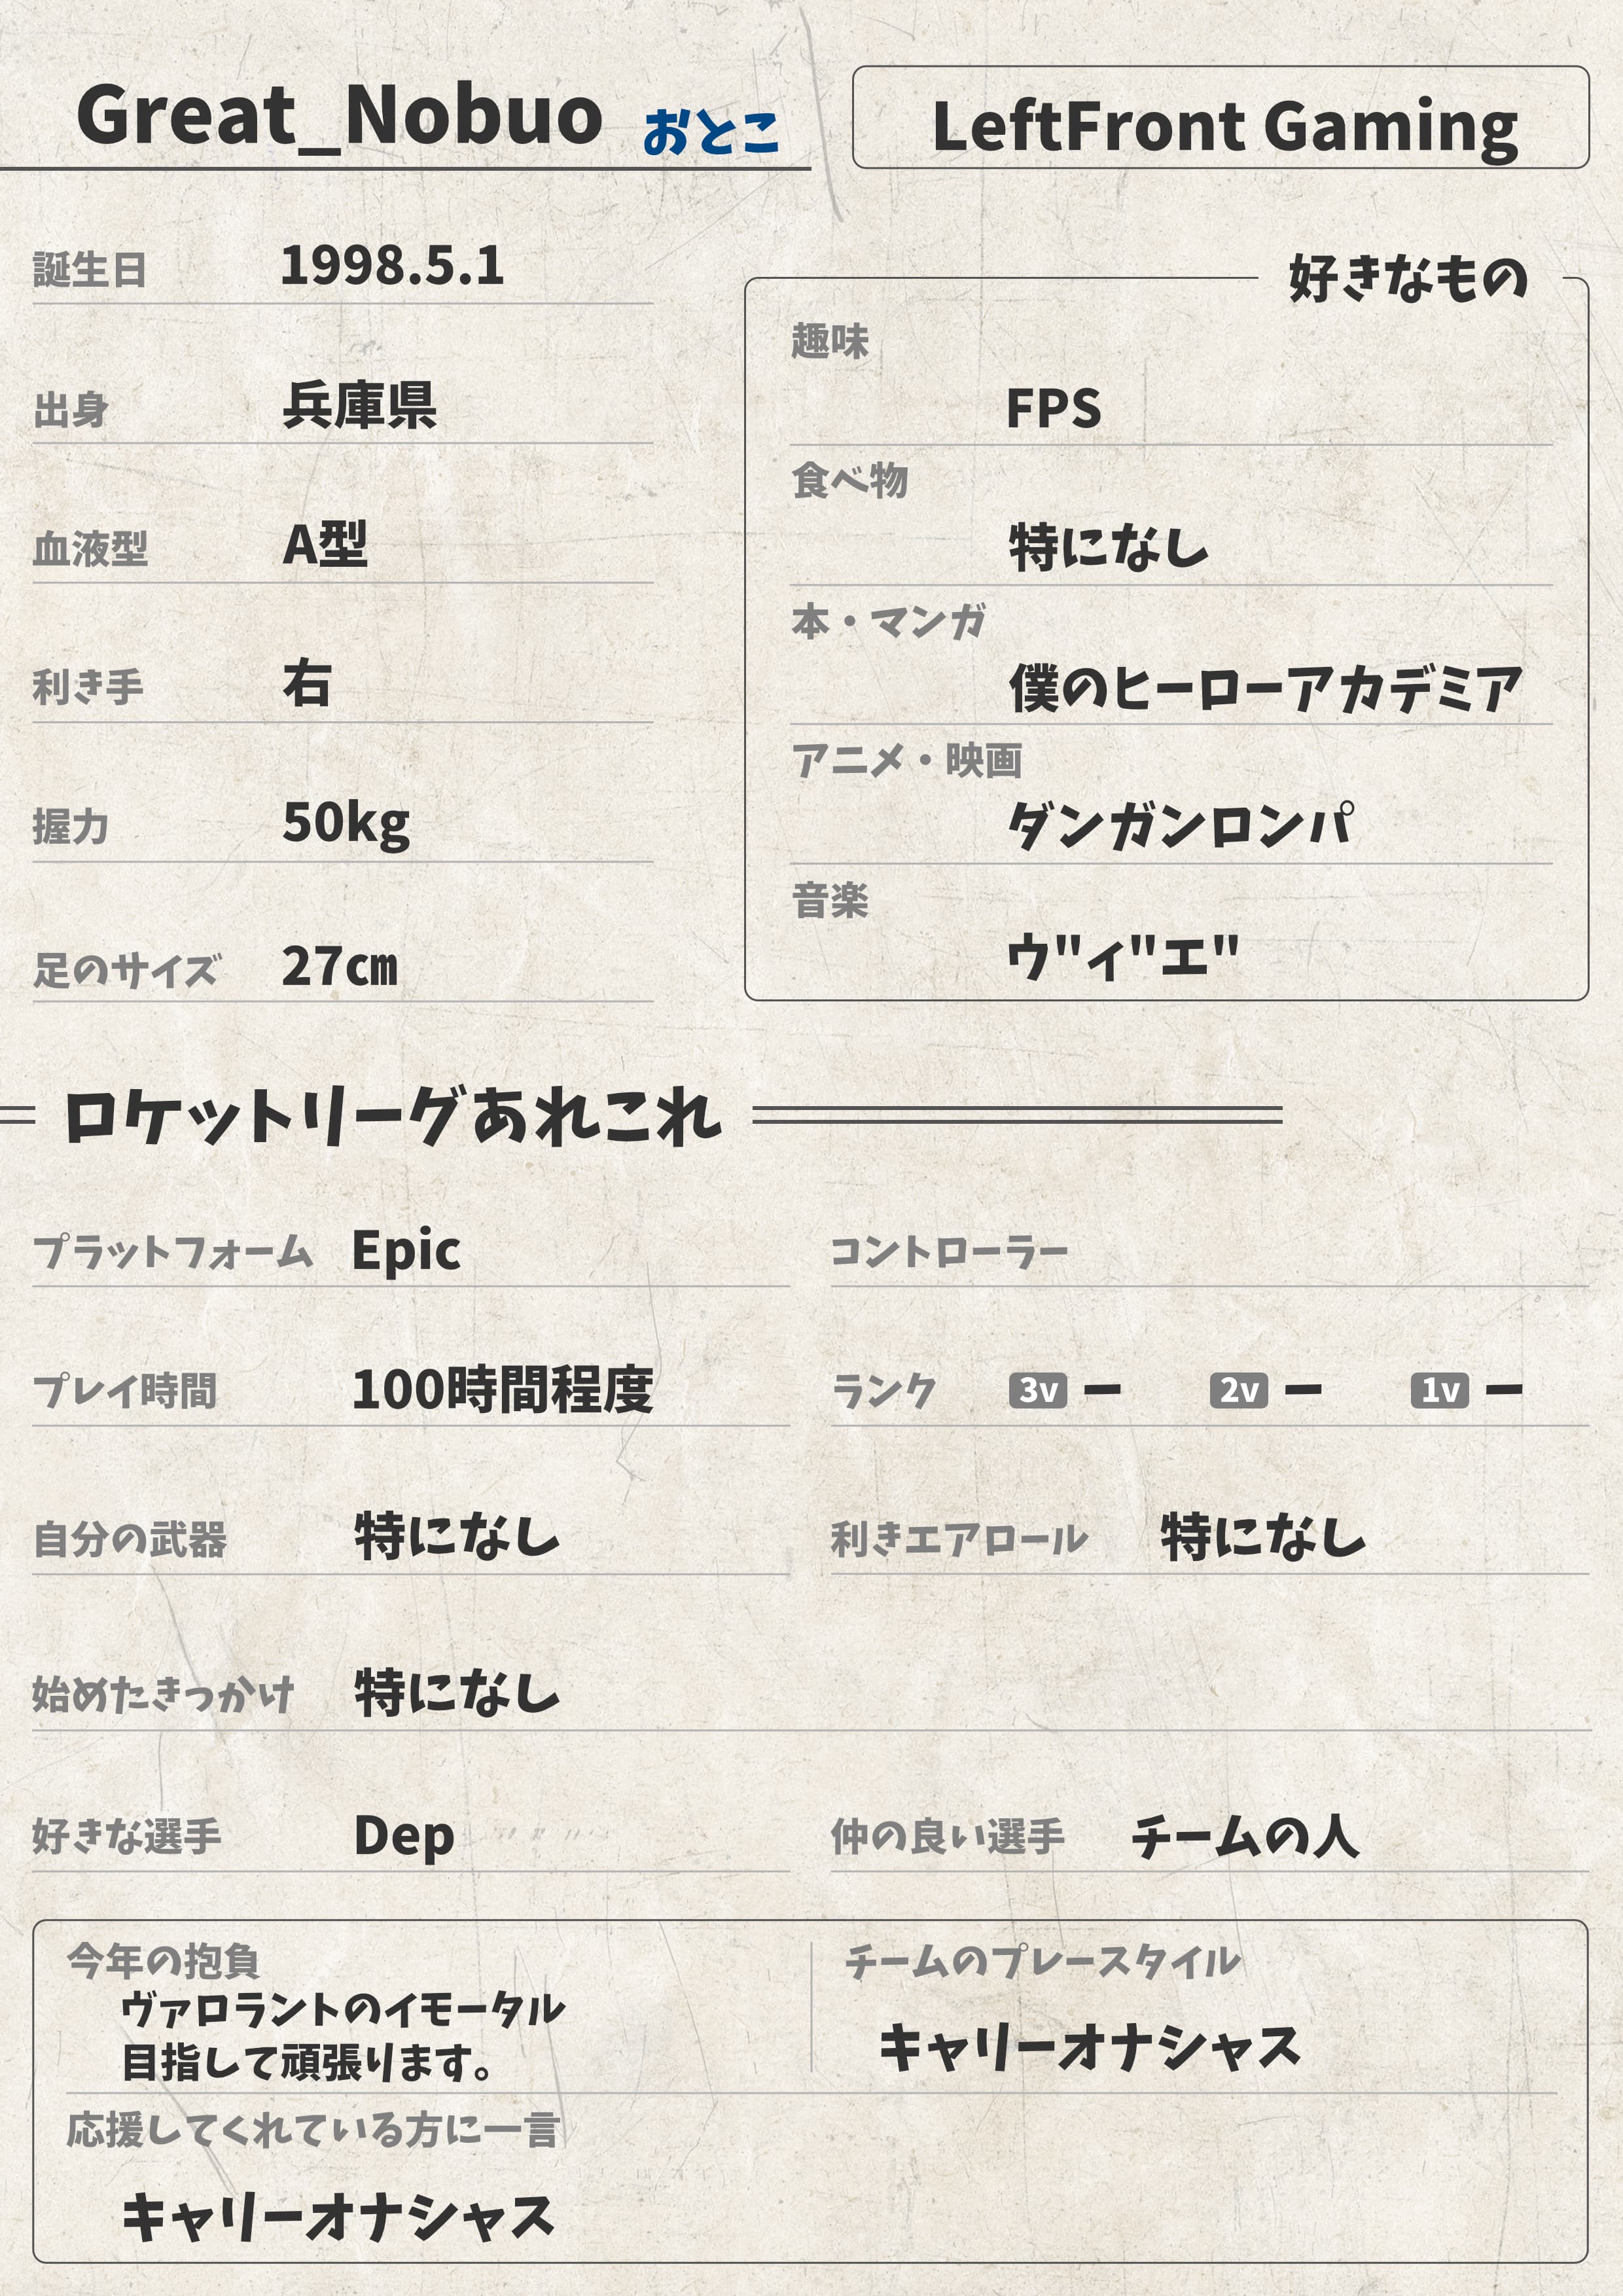 Great_Nobuo おとこ
LeftFront Gaming
誕生日 1998.5.1
出身 兵庫県
血液型 A型
利き手 右
握力 50kg
足のサイズ 27㎝
好きなもの
趣味
FPS
食べ物
特になし
本・マンガ
僕のヒーローアカデミア
アニメ・映画
ダンガンロンパ
音楽
ウ"ィ"エ"
ロケットリーグあれこれ
プラットフォーム Epic
コントローラー
プレイ時間 100時間程度
ランク 3v ー 2v ー 1v ー
自分の武器 特になし
利きエアロール 特になし
始めたきっかけ 特になし
好きな選手 Dep
仲の良い選手 チームの人
今年の抱負
ヴァロラントのイモータル
目指して頑張ります。
チームのプレースタイル
キャリーオナシャス
応援してくれている方に一言
キャリーオナシャス